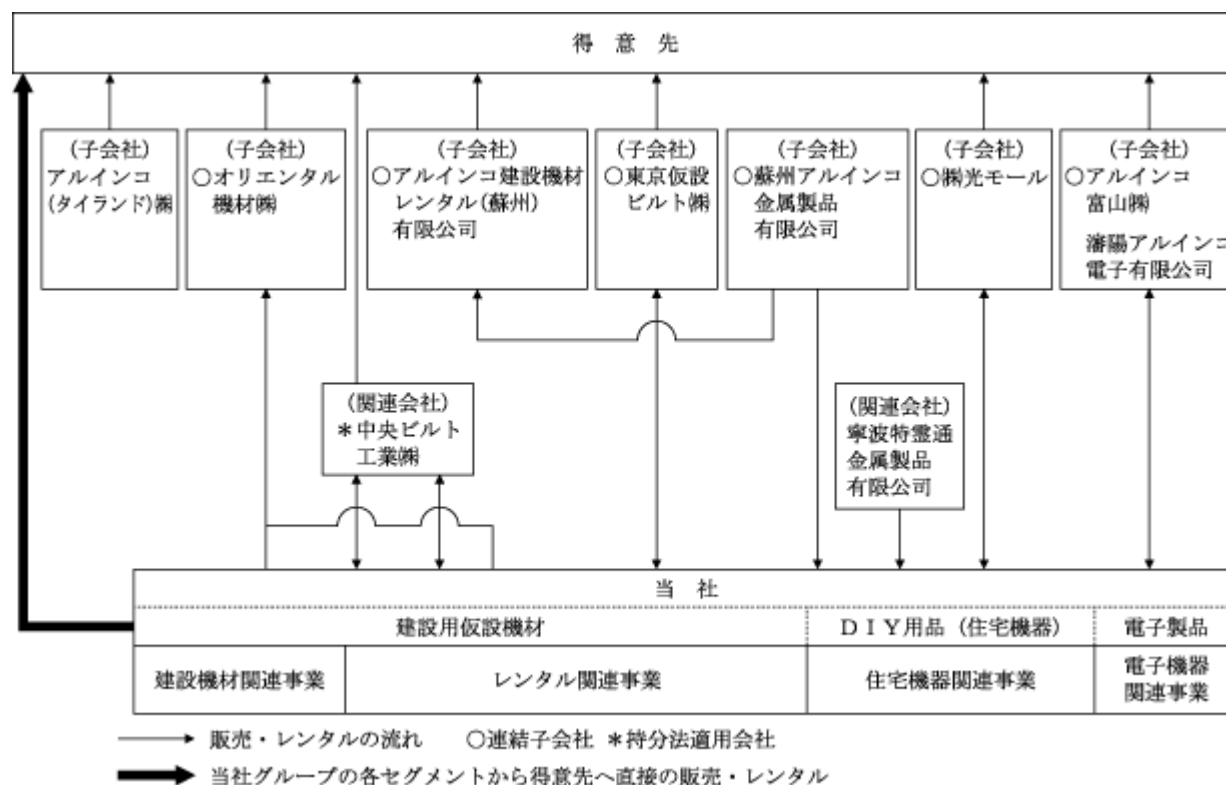 得意先
(子会社)
アルインコ
(タイランド)㈱
(子会社)
○オリエンタル
機材㈱
(子会社)
○アルインコ建設機材
レンタル(蘇州)
有限公司
(子会社)
○東京仮設
ビルト㈱
(子会社)
○蘇州アルインコ
金属製品
有限公司
(子会社)
○㈱光モール
(子会社)
○アルインコ
富山㈱
瀋陽アルインコ
電子有限公司
(関連会社)
＊中央ビルト
工業㈱
(関連会社)
寧波特霊通
金属製品
有限公司
当社
建設用仮設機材
ＤＩＹ用品（住宅機器）
電子製品
建設機材関連事業
レンタル関連事業
住宅機器関連事業
電子機器
関連事業
販売・レンタルの流れ　○連結子会社 ＊持分法適用会社
当社グループの各セグメントから得意先へ直接の販売・レンタル